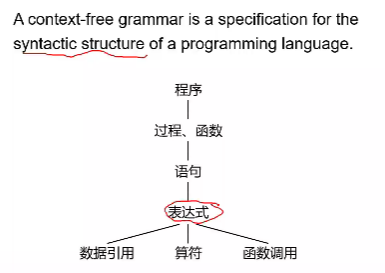 A context-free grammar is a specification for the
syntactic structure of a programming language.
程序
过程、函数
语句
表达式
数据引用 算符 函数调用